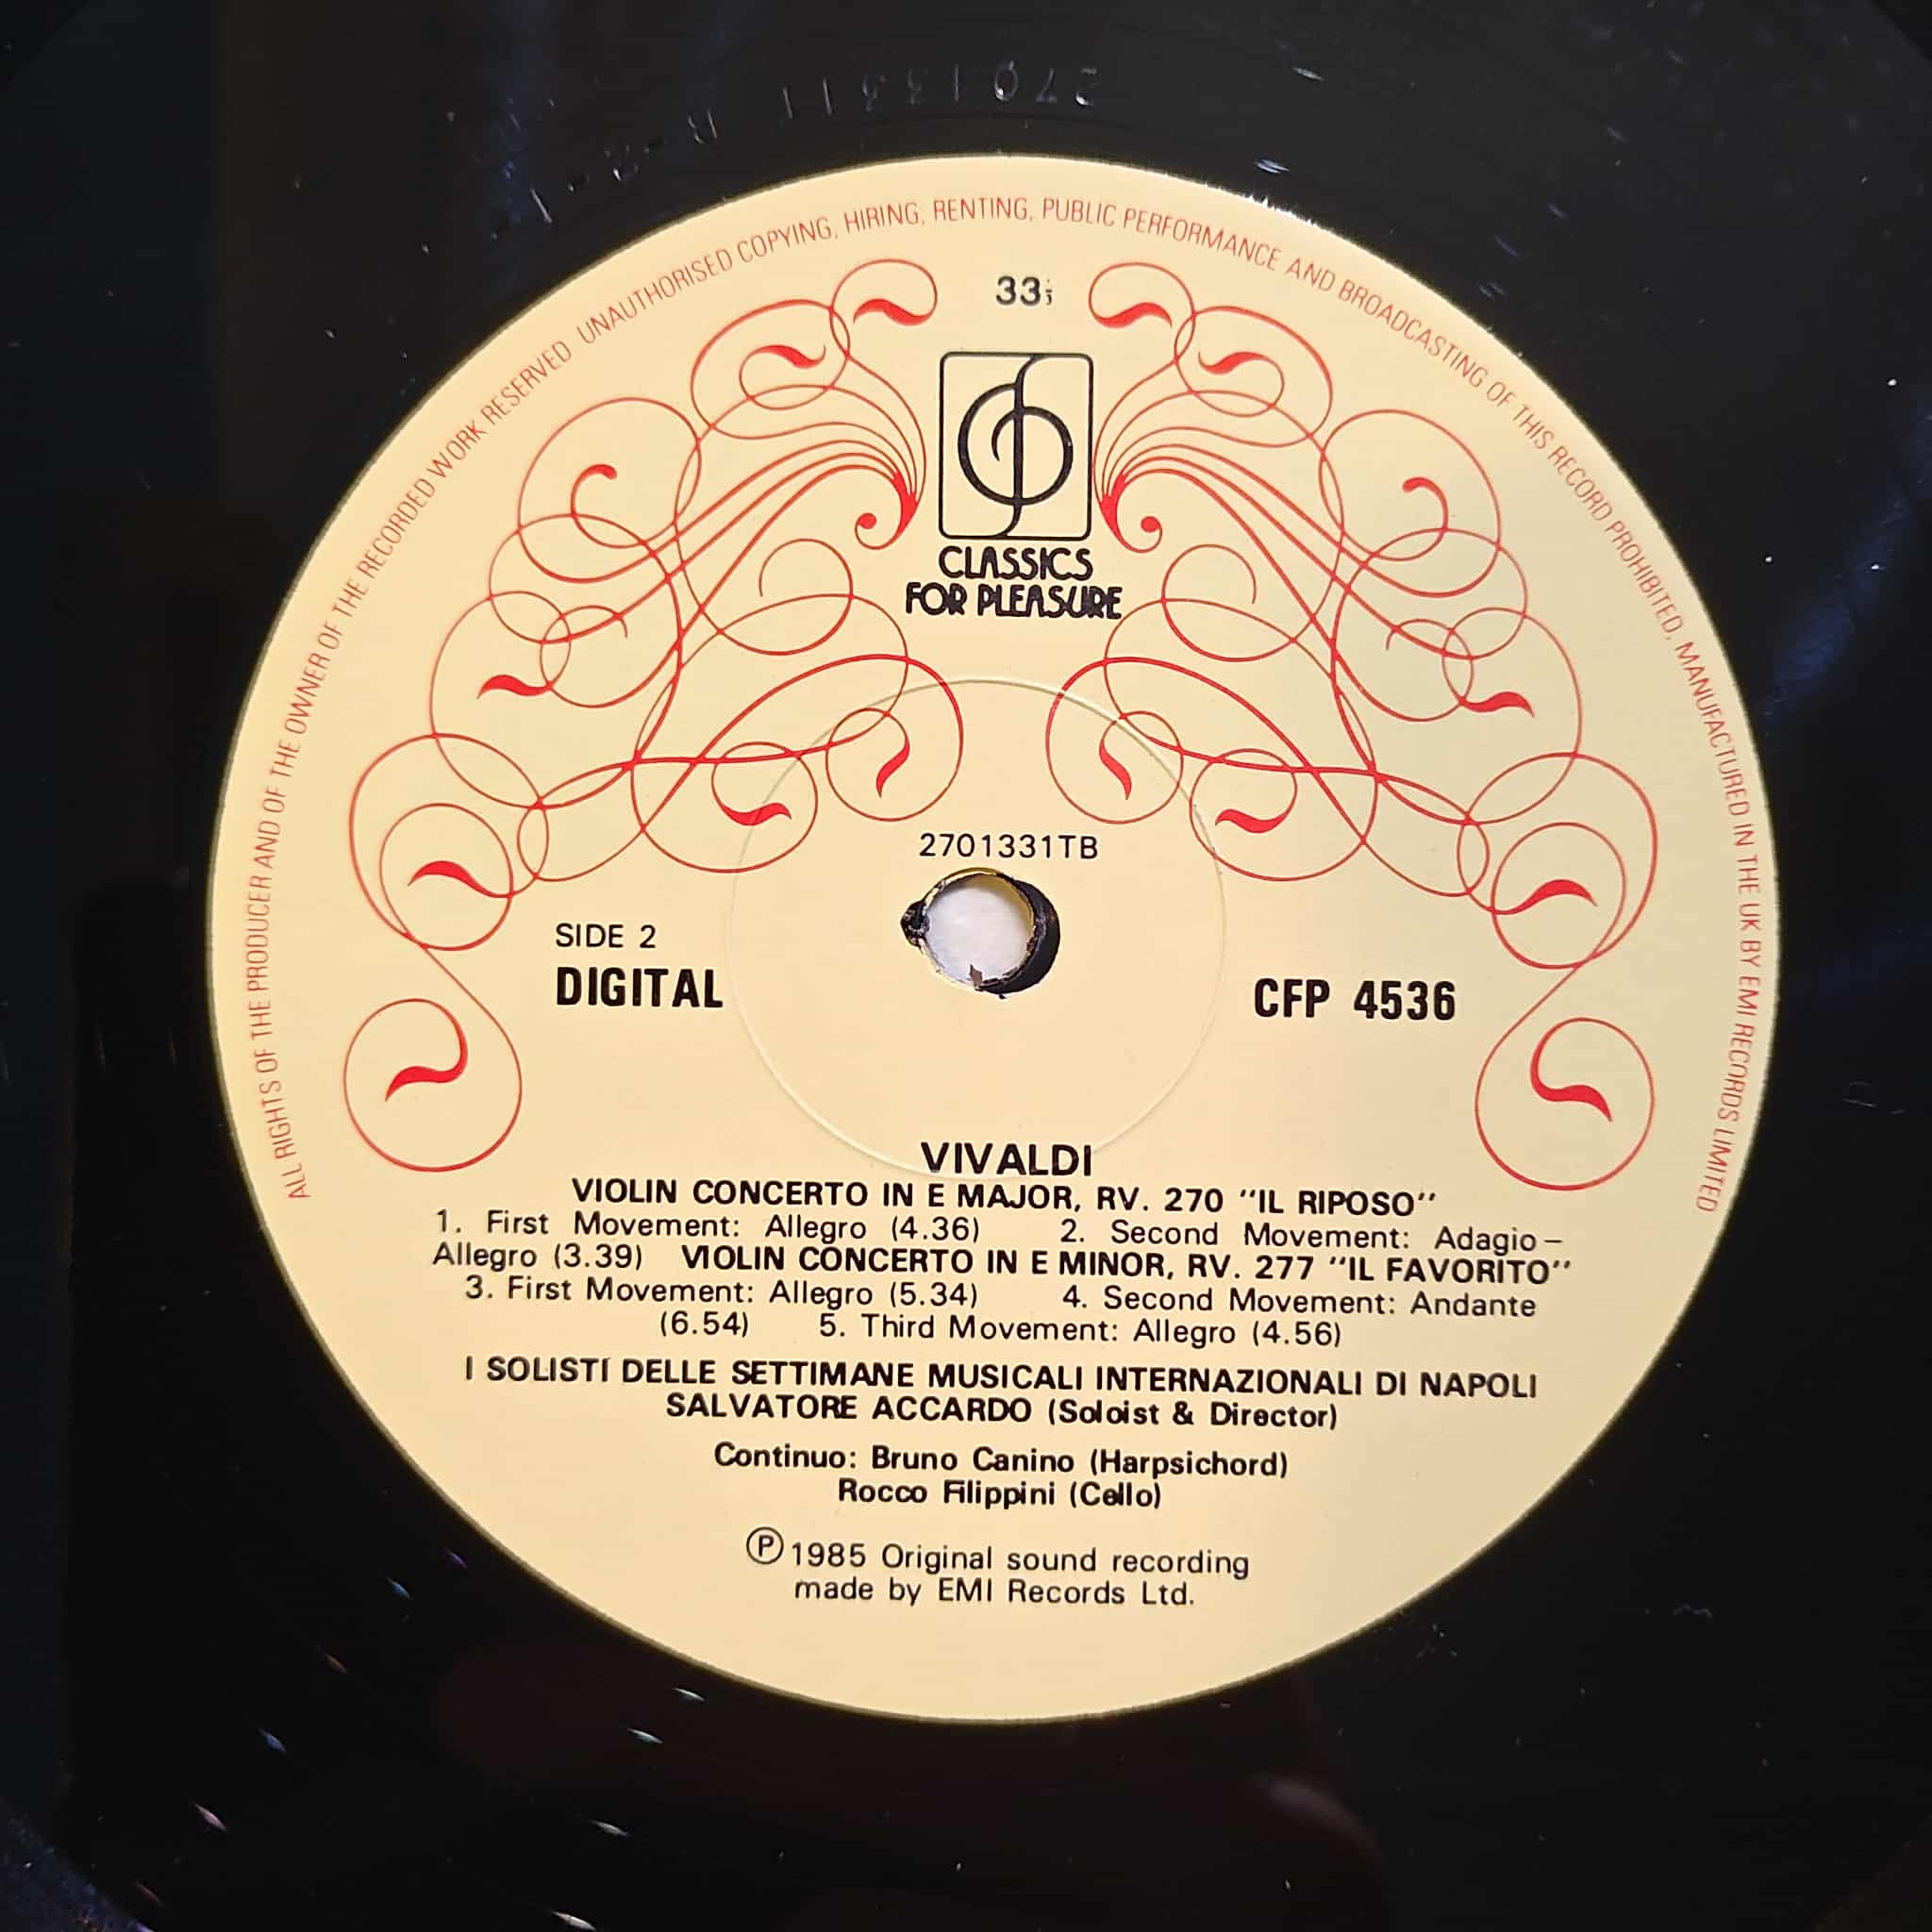 2701331 B-2-1
ALL RIGHTS OF THE PRODUCER AND OF THE OWNER OF THE RECORDED WORK RESERVED UNAUTHORISED COPYING, HIRING, RENTING, PUBLIC PERFORMANCE AND BROADCASTING OF THIS RECORD PROHIBITED, MANUFACTURED IN THE UK BY EMI RECORDS LIMITED
33⅓
CLASSICS
FOR PLEASURE
2701331TB
SIDE 2
DIGITAL
CFP 4536
VIVALDI
VIOLIN CONCERTO IN E MAJOR, RV. 270 “IL RIPOSO”
1. First Movement: Allegro (4.36) 2. Second Movement: Adagio –
Allegro (3.39) VIOLIN CONCERTO IN E MINOR, RV. 277 “IL FAVORITO”
3. First Movement: Allegro (5.34) 4. Second Movement: Andante
(6.54) 5. Third Movement: Allegro (4.56)
I SOLISTI DELLE SETTIMANE MUSICALI INTERNAZIONALI DI NAPOLI
SALVATORE ACCARDO (Soloist & Director)
Continuo: Bruno Canino (Harpsichord)
Rocco Filippini (Cello)
℗ 1985 Original sound recording
made by EMI Records Ltd.